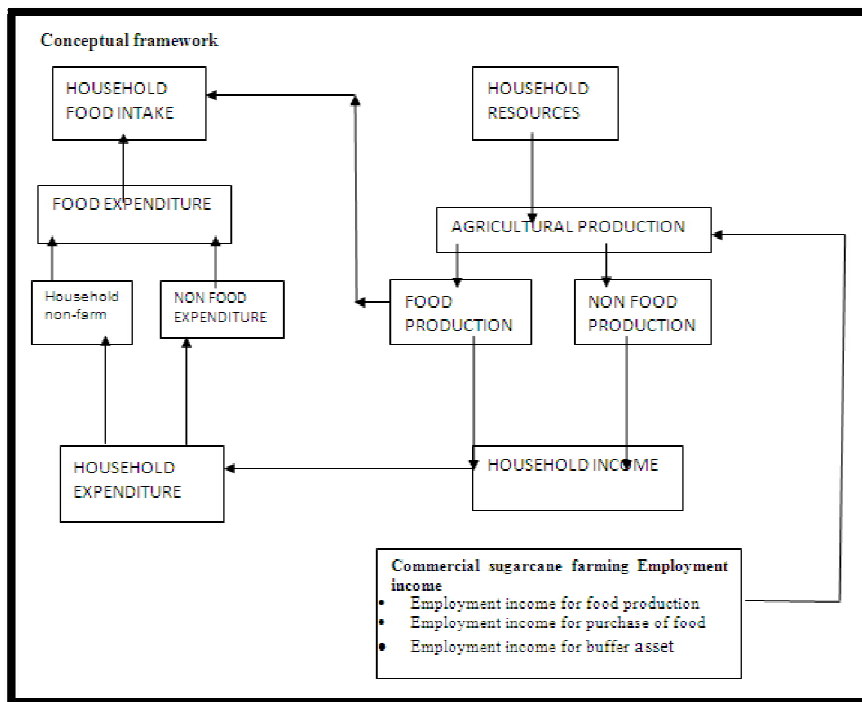 Conceptual framework
HOUSEHOLD
FOOD INTAKE
HOUSEHOLD
RESOURCES
FOOD EXPENDITURE
AGRICULTURAL PRODUCTION
Household
non-farm
NON FOOD
EXPENDITURE
FOOD
PRODUCTION
NON FOOD
PRODUCTION
HOUSEHOLD
EXPENDITURE
HOUSEHOLD INCOME
Commercial sugarcane farming Employment
income
• Employment income for food production
• Employment income for purchase of food
• Employment income for buffer asset